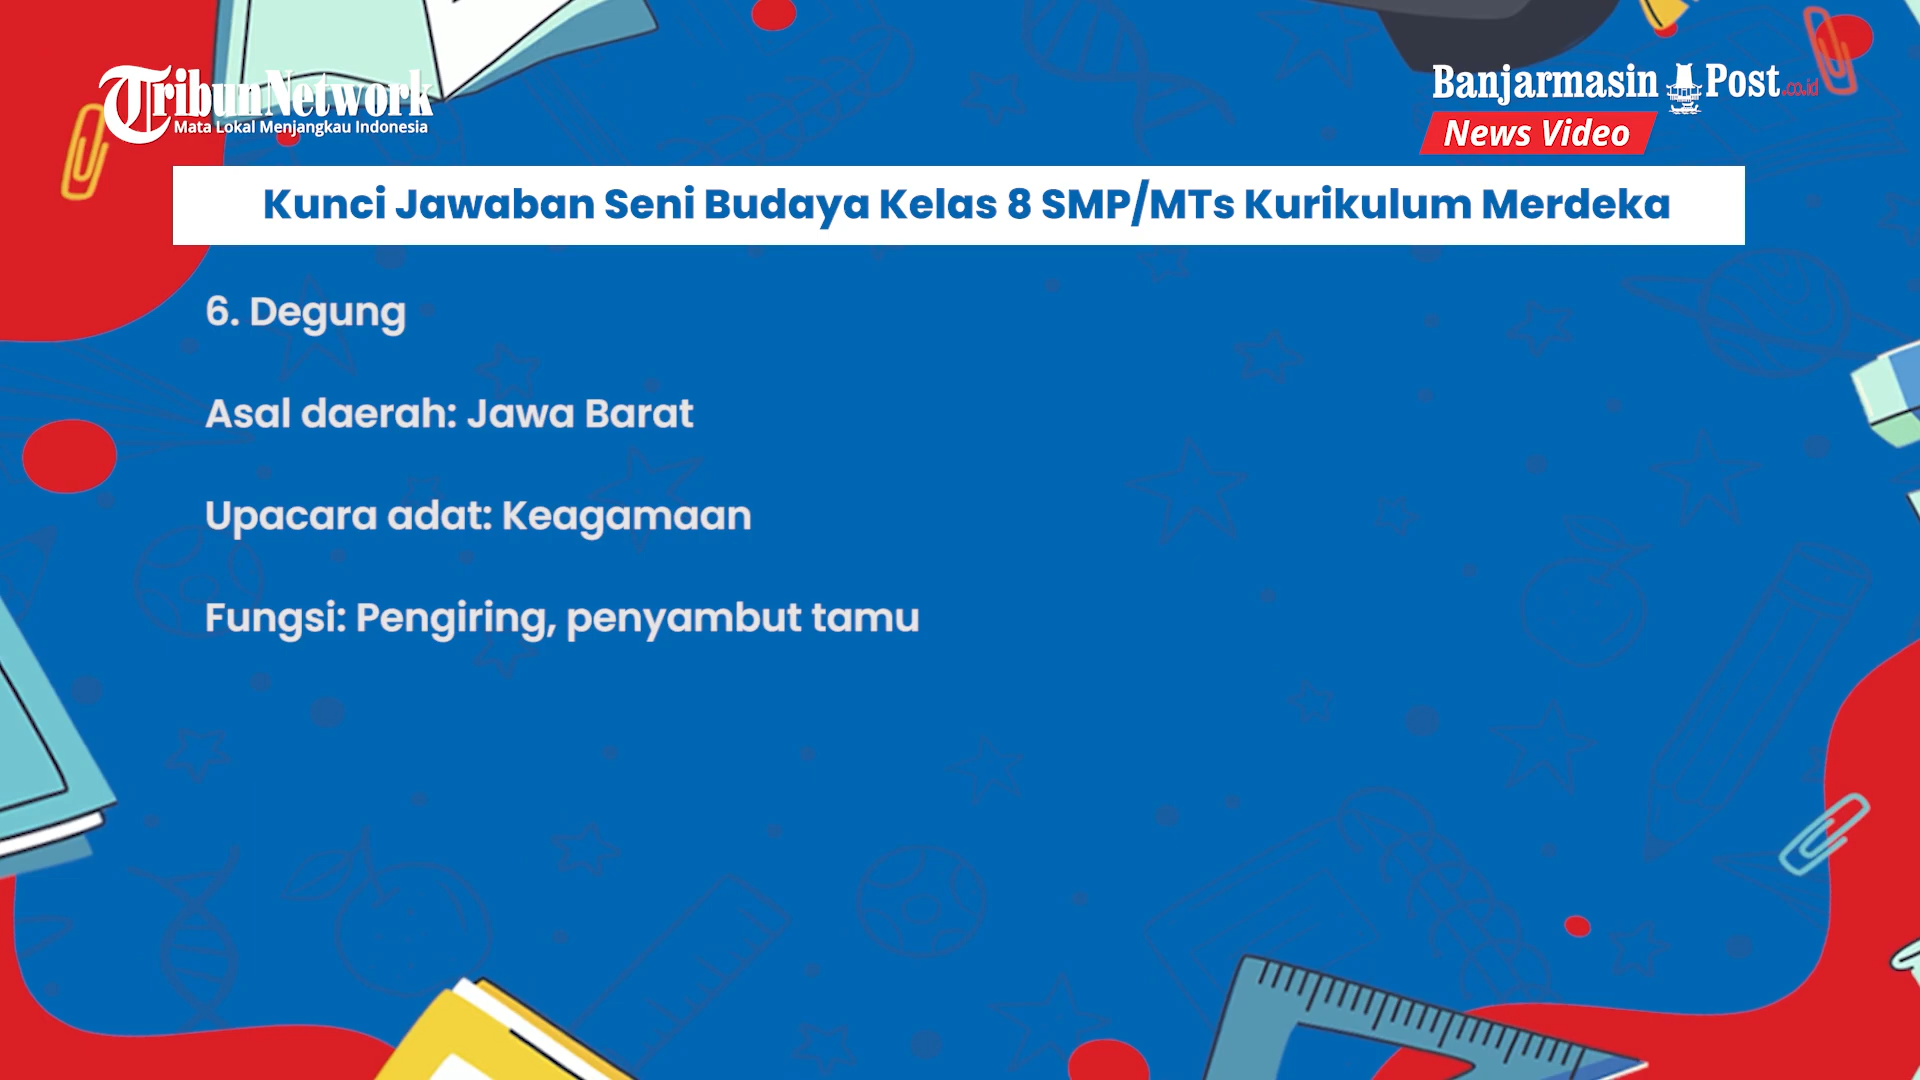 TribunNetwork
Mata Lokal Menjangkau Indonesia
Banjarmasin Post.co.id
News Video
Kunci Jawaban Seni Budaya Kelas 8 SMP/MTs Kurikulum Merdeka
6. Degung
Asal daerah: Jawa Barat
Upacara adat: Keagamaan
Fungsi: Pengiring, penyambut tamu